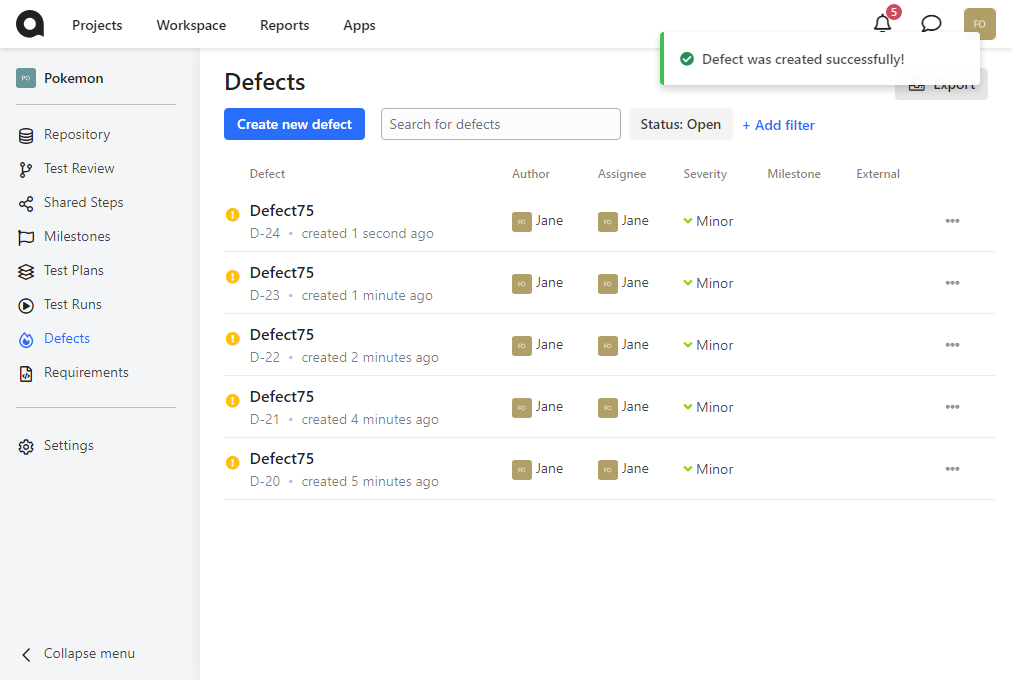 Projects Workspace Reports Apps 5 FO
Defect was created successfully!
PO Pokemon
Defects
Export
Create new defect Search for defects Status: Open + Add filter
Repository
Test Review
Shared Steps
Milestones
Test Plans
Test Runs
Defects
Requirements
Settings
Collapse menu
Defect Author Assignee Severity Milestone External
Defect75 FO Jane FO Jane Minor •••
D-24 • created 1 second ago
Defect75 FO Jane FO Jane Minor •••
D-23 • created 1 minute ago
Defect75 FO Jane FO Jane Minor •••
D-22 • created 2 minutes ago
Defect75 FO Jane FO Jane Minor •••
D-21 • created 4 minutes ago
Defect75 FO Jane FO Jane Minor •••
D-20 • created 5 minutes ago